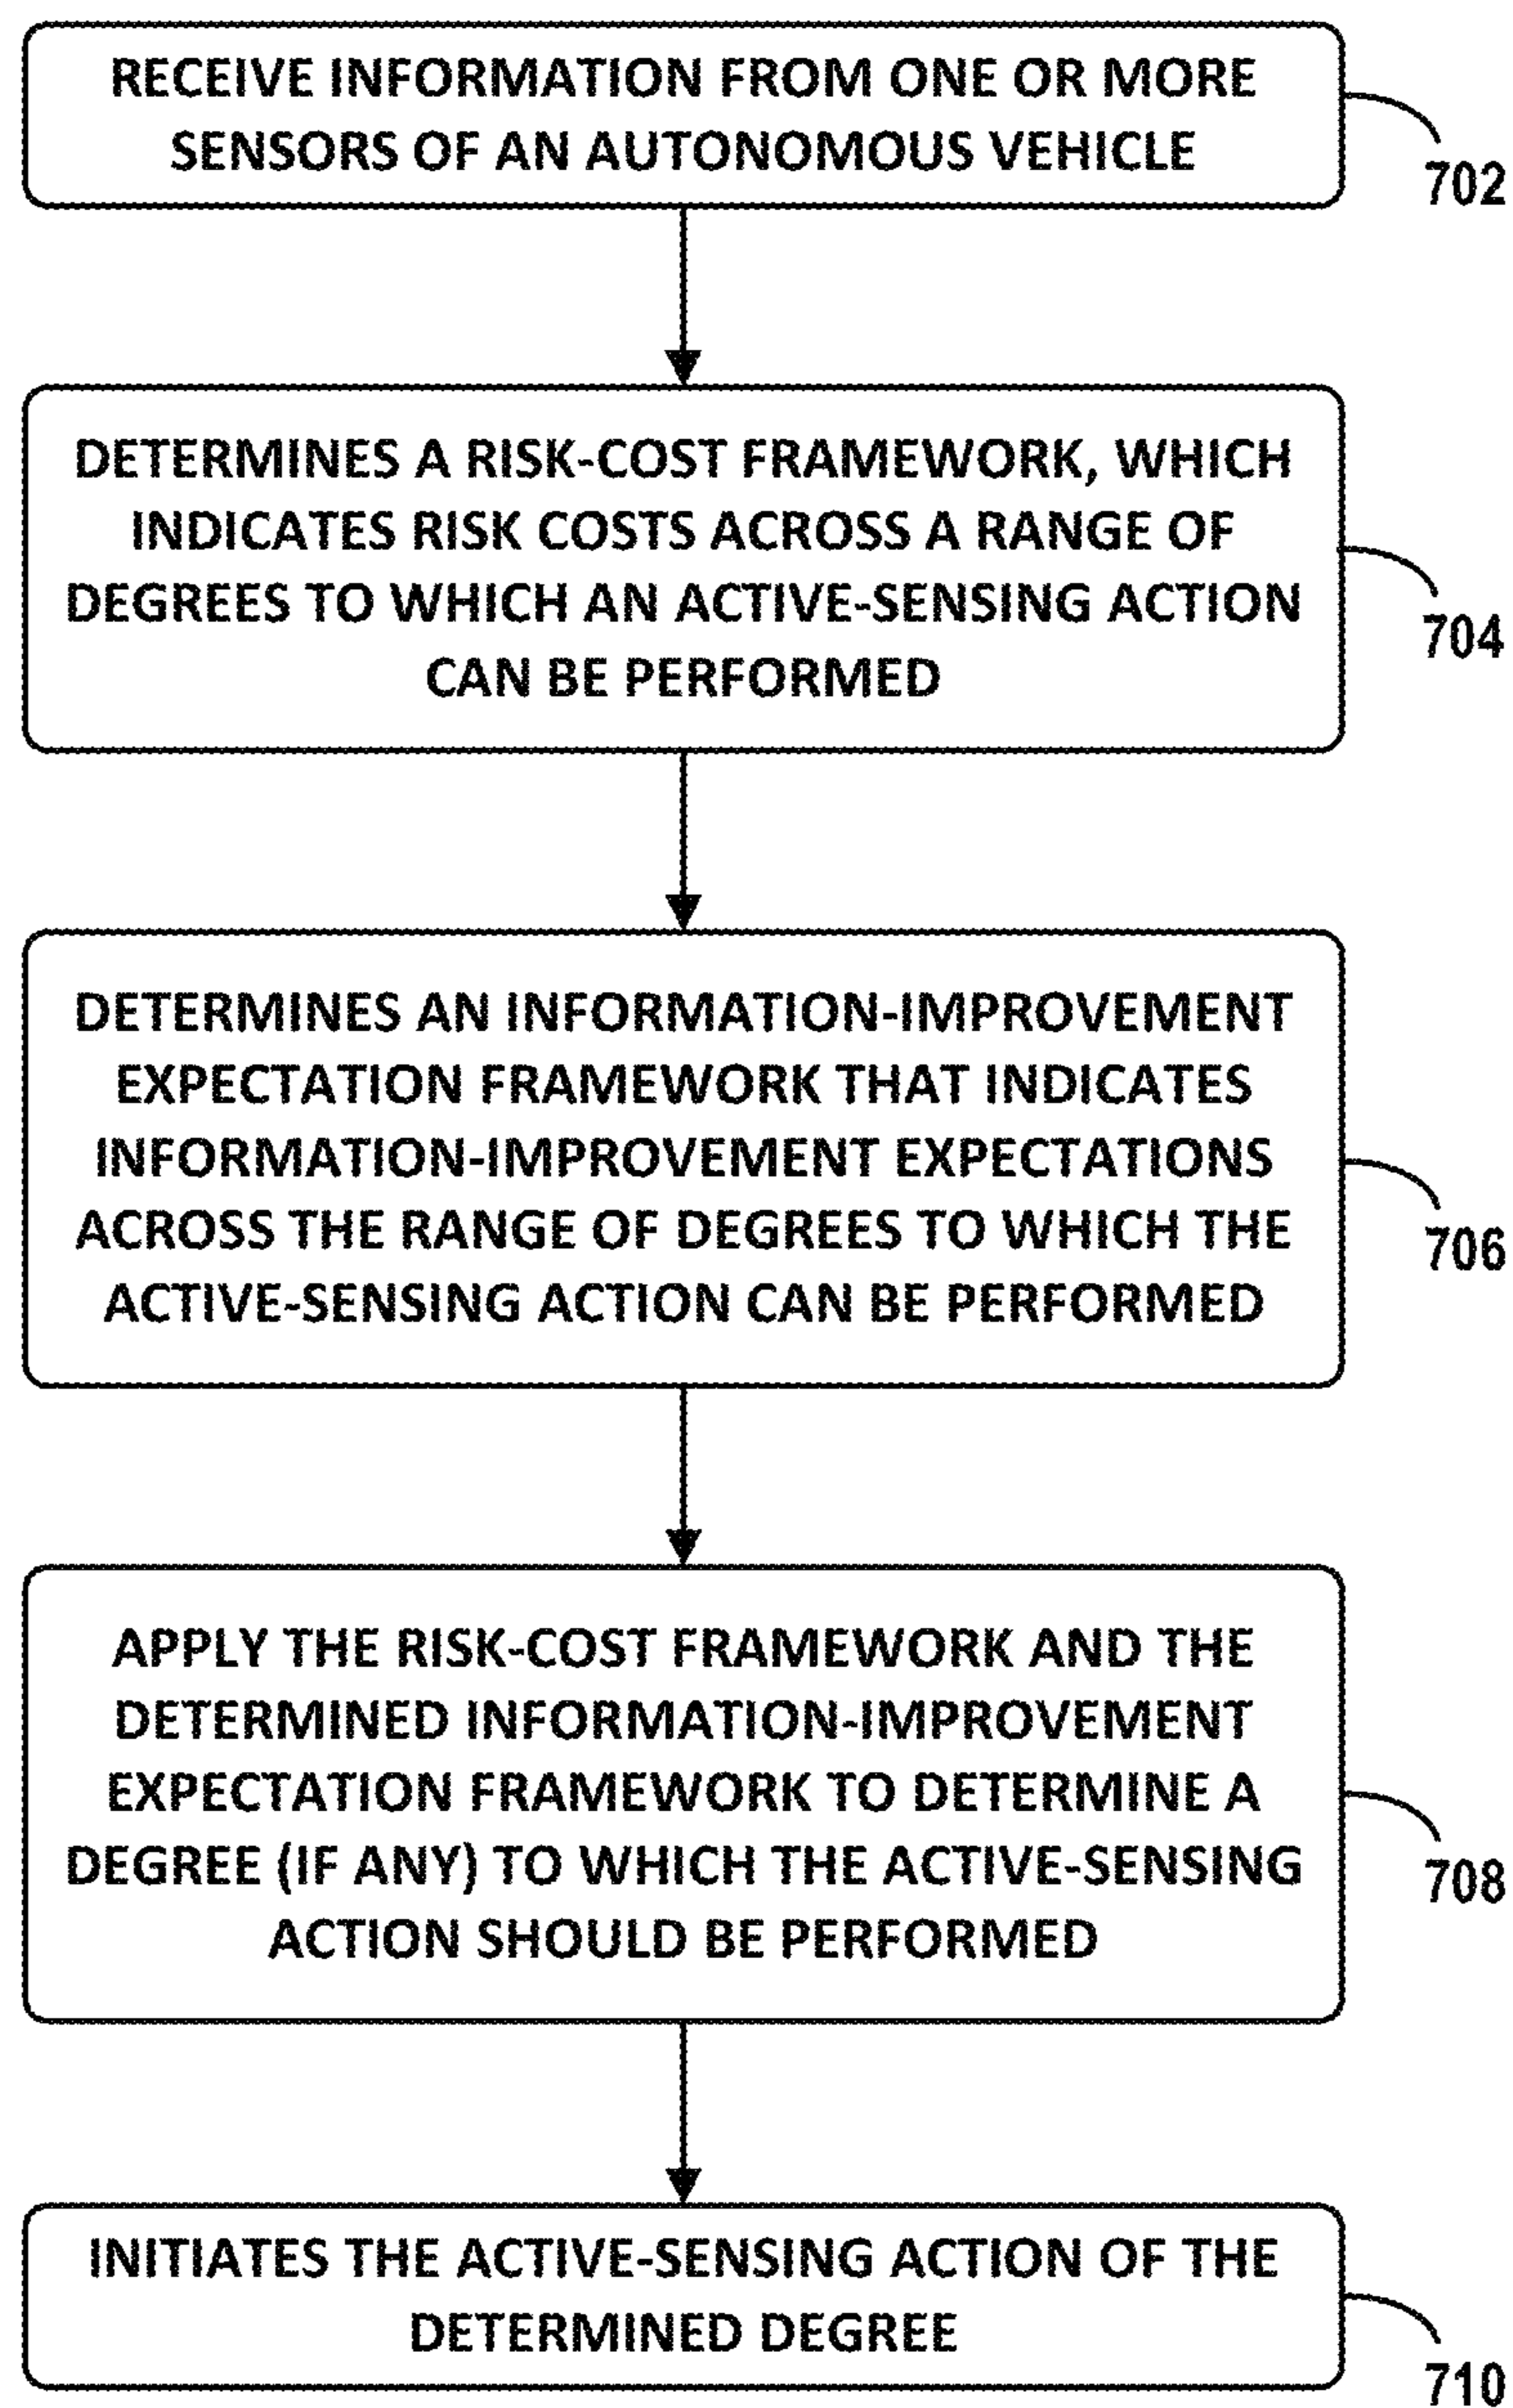 RECEIVE INFORMATION FROM ONE OR MORE
SENSORS OF AN AUTONOMOUS VEHICLE
702
DETERMINES A RISK-COST FRAMEWORK, WHICH
INDICATES RISK COSTS ACROSS A RANGE OF
DEGREES TO WHICH AN ACTIVE-SENSING ACTION
CAN BE PERFORMED
704
DETERMINES AN INFORMATION-IMPROVEMENT
EXPECTATION FRAMEWORK THAT INDICATES
INFORMATION-IMPROVEMENT EXPECTATIONS
ACROSS THE RANGE OF DEGREES TO WHICH THE
ACTIVE-SENSING ACTION CAN BE PERFORMED
706
APPLY THE RISK-COST FRAMEWORK AND THE
DETERMINED INFORMATION-IMPROVEMENT
EXPECTATION FRAMEWORK TO DETERMINE A
DEGREE (IF ANY) TO WHICH THE ACTIVE-SENSING
ACTION SHOULD BE PERFORMED
708
INITIATES THE ACTIVE-SENSING ACTION OF THE
DETERMINED DEGREE
710